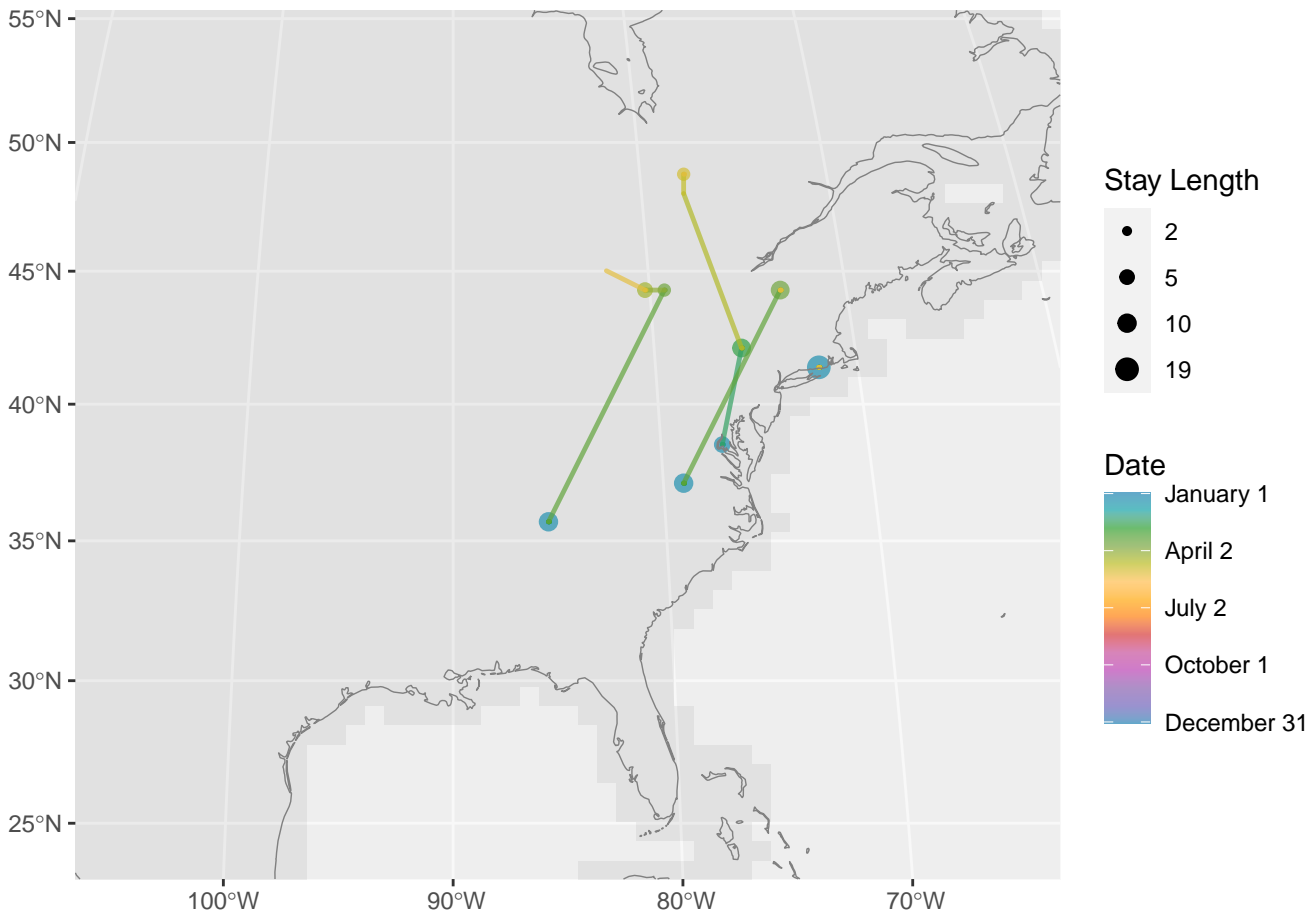 55°N
50°N
45°N
40°N
35°N
30°N
25°N
100°W
90°W
80°W
70°W
Stay Length
2
5
10
19
Date
January 1
April 2
July 2
October 1
December 31